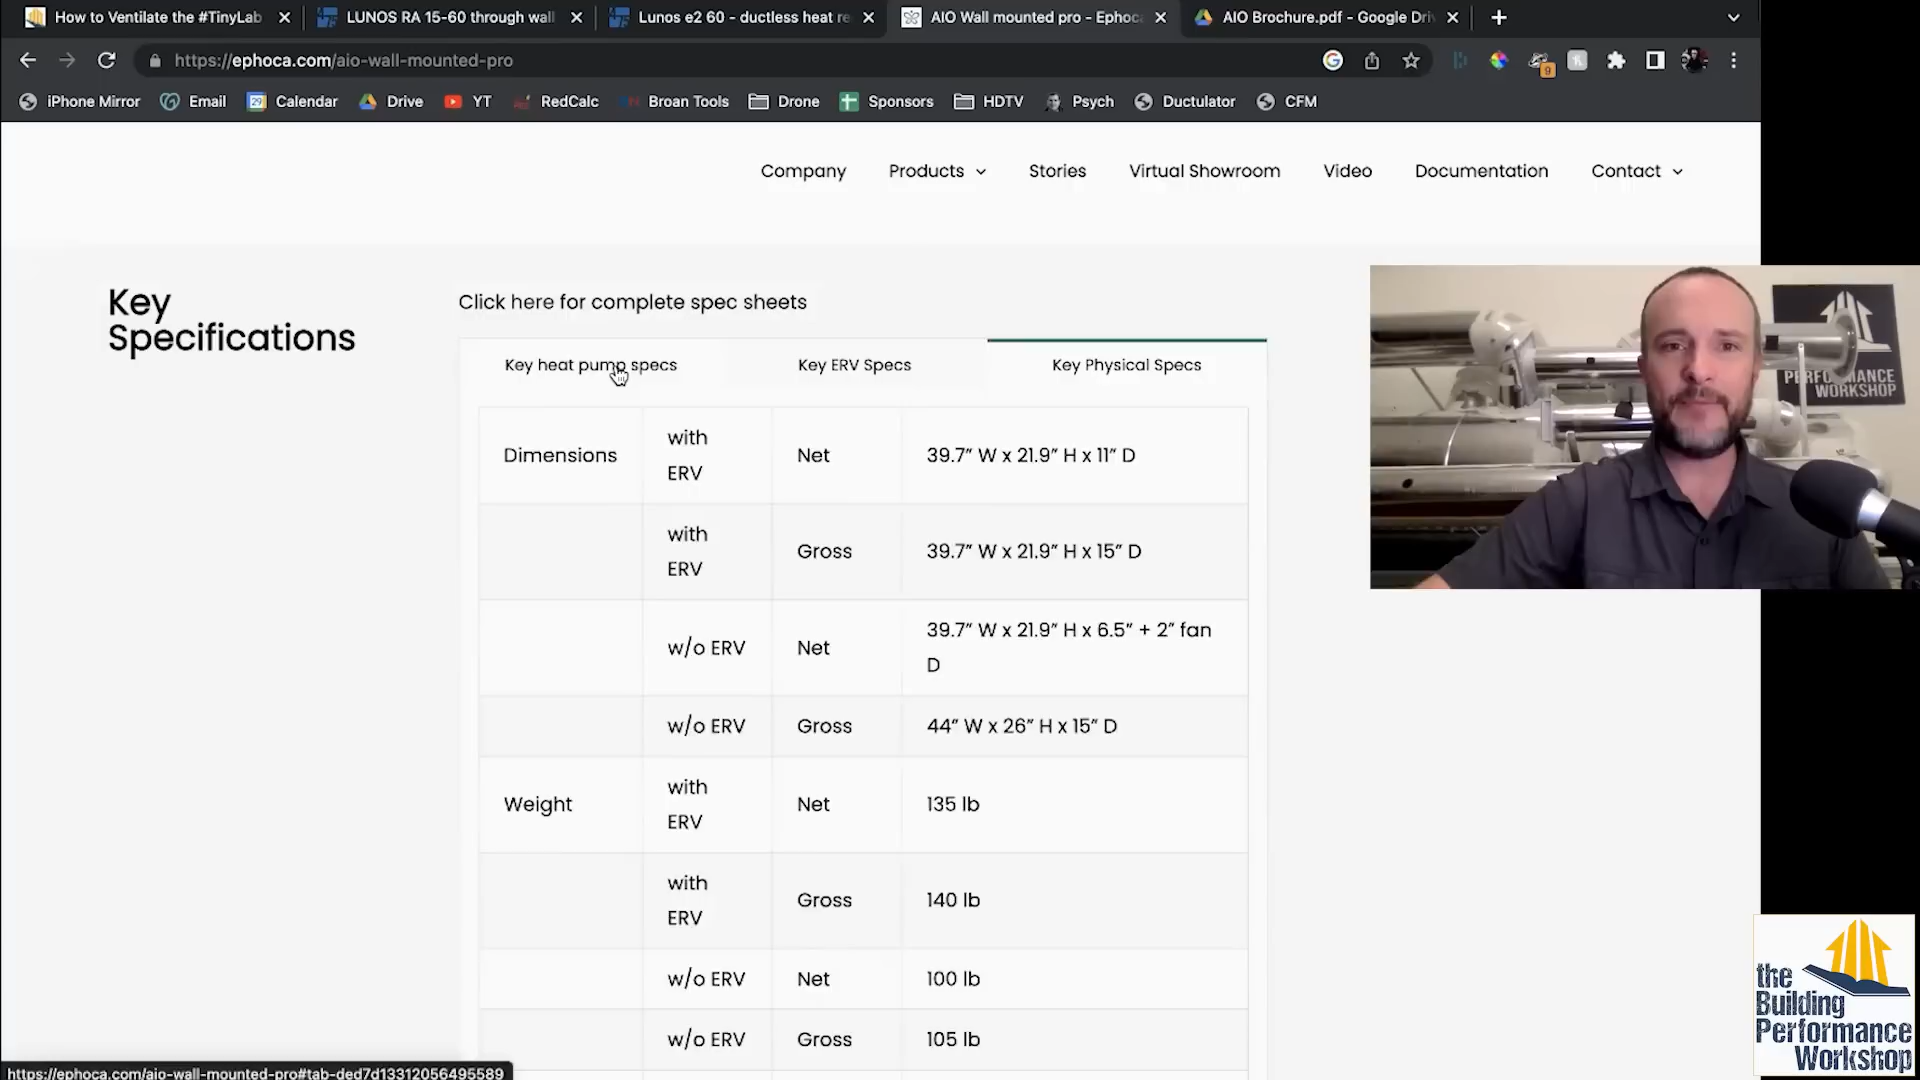 How to Ventilate the #TinyLab
LUNOS RA 15-60 through wall
Lunos e2 60 - ductless heat re
AIO Wall mounted pro - Ephoca
AIO Brochure.pdf - Google Driv
https://ephoca.com/aio-wall-mounted-pro
9
iPhone Mirror
Email
29
Calendar
Drive
YT
RedCalc
Broan Tools
Drone
Sponsors
HDTV
Psych
Ductulator
CFM
Company
Products
Stories
Virtual Showroom
Video
Documentation
Contact
Key
Specifications
Click here for complete spec sheets
Key heat pump specs
Key ERV Specs
Key Physical Specs
Dimensions
with
ERV
Net
39.7” W x 21.9” H x 11” D
with
ERV
Gross
39.7” W x 21.9” H x 15” D
w/o ERV
Net
39.7” W x 21.9” H x 6.5” + 2” fan
D
w/o ERV
Gross
44” W x 26” H x 15” D
Weight
with
ERV
Net
135 lb
with
ERV
Gross
140 lb
w/o ERV
Net
100 lb
w/o ERV
Gross
105 lb
WORKSHOP
the
Building
Performance
Workshop
https://ephoca.com/aio-wall-mounted-pro#tab-ded7d13312056495589